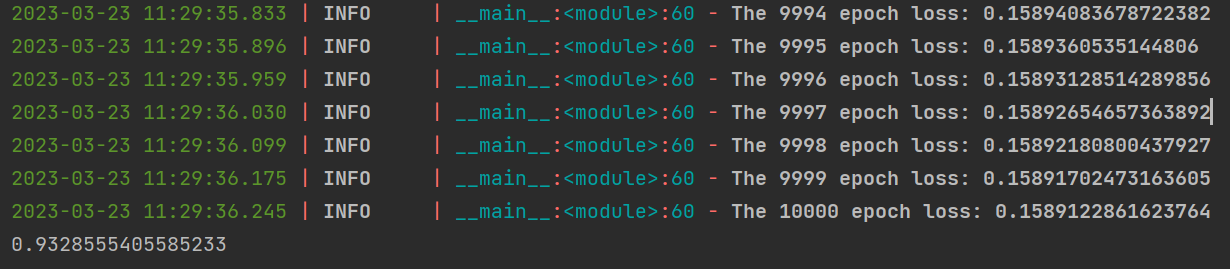 2023-03-23 11:29:35.833 | INFO     | __main__:<module>:60 - The 9994 epoch loss: 0.15894083678722382
2023-03-23 11:29:35.896 | INFO     | __main__:<module>:60 - The 9995 epoch loss: 0.1589360535144806
2023-03-23 11:29:35.959 | INFO     | __main__:<module>:60 - The 9996 epoch loss: 0.15893128514289856
2023-03-23 11:29:36.030 | INFO     | __main__:<module>:60 - The 9997 epoch loss: 0.15892654657363892
2023-03-23 11:29:36.099 | INFO     | __main__:<module>:60 - The 9998 epoch loss: 0.15892180800437927
2023-03-23 11:29:36.175 | INFO     | __main__:<module>:60 - The 9999 epoch loss: 0.15891702473163605
2023-03-23 11:29:36.245 | INFO     | __main__:<module>:60 - The 10000 epoch loss: 0.1589122861623764
0.9328555405585233